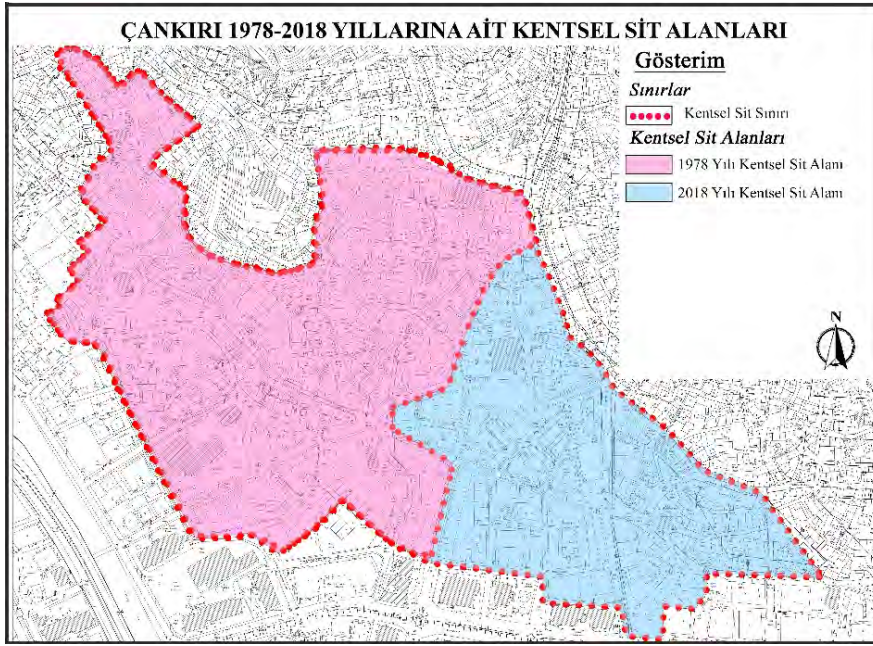 ÇANKIRI 1978-2018 YILLARINA AİT KENTSEL SİT ALANLARI
Gösterim
Sınırlar
Kentsel Sit Sınırı
Kentsel Sit Alanları
1978 Yılı Kentsel Sit Alanı
2018 Yılı Kentsel Sit Alanı
N